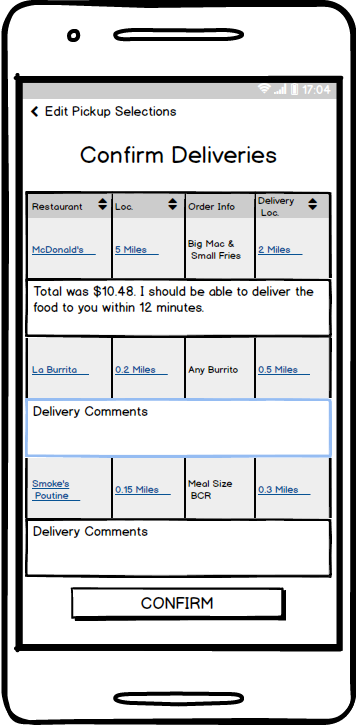 17:04
Edit Pickup Selections
Confirm Deliveries
Restaurant Loc. Order Info Delivery
Loc.
McDonald's 5 Miles Big Mac & 2 Miles
Small Fries
Total was $10.48. I should be able to deliver the
food to you within 12 minutes.
La Burrita 0.2 Miles Any Burrito 0.5 Miles
Delivery Comments
Smoke's 0.15 Miles Meal Size 0.3 Miles
Poutine BCR
Delivery Comments
CONFIRM